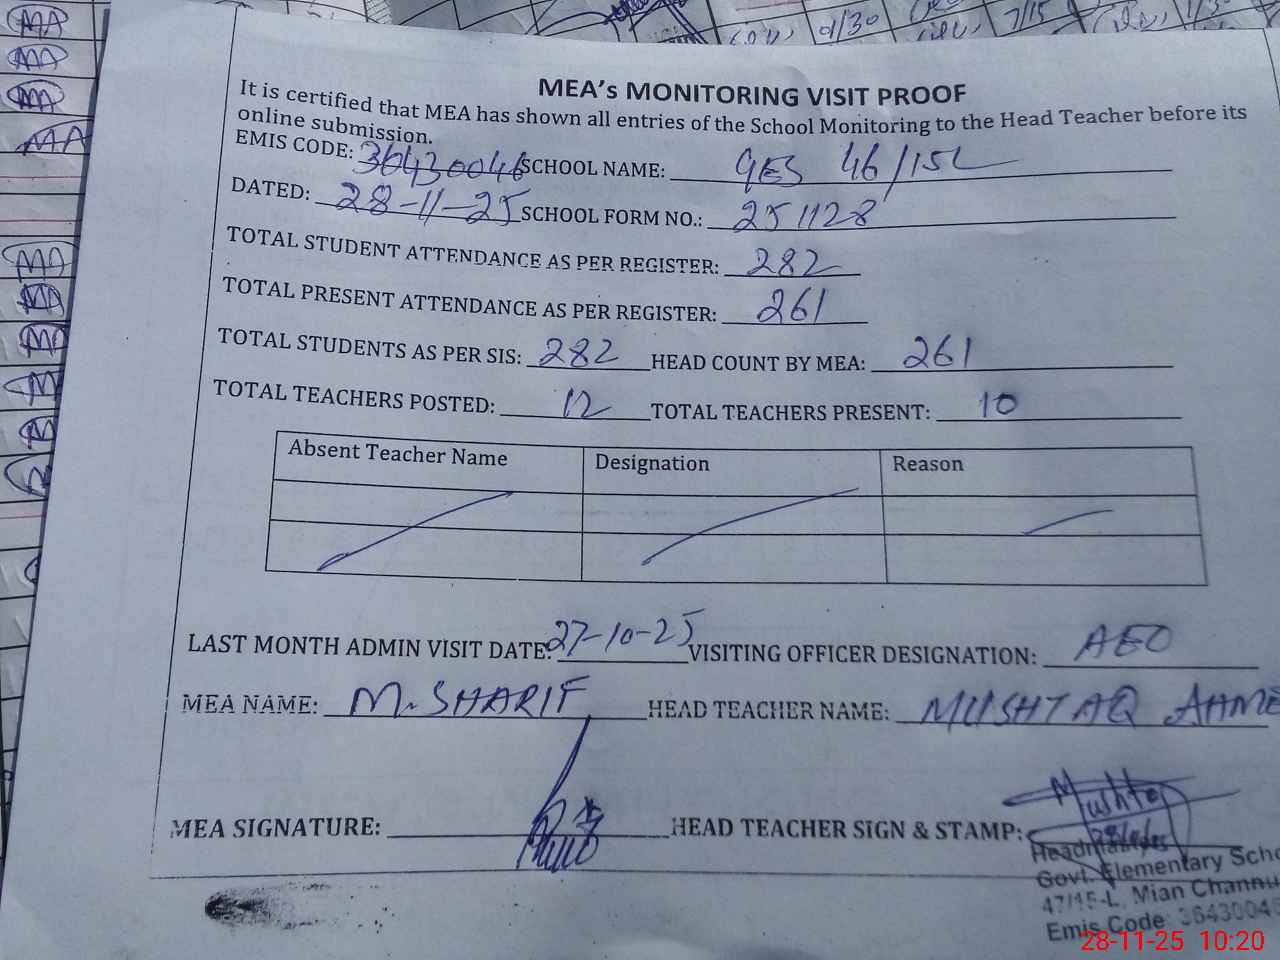 MEA's MONITORING VISIT PROOF
It is certified that MEA has shown all entries of the School Monitoring to the Head Teacher before its
online submission.
EMIS CODE: 36430046 SCHOOL NAME: GES 46/15L
DATED: 28-11-25 SCHOOL FORM NO.: 251128
TOTAL STUDENT ATTENDANCE AS PER REGISTER: 282
TOTAL PRESENT ATTENDANCE AS PER REGISTER: 261
TOTAL STUDENTS AS PER SIS: 282 HEAD COUNT BY MEA: 261
TOTAL TEACHERS POSTED: 12 TOTAL TEACHERS PRESENT: 10
Absent Teacher Name Designation Reason
LAST MONTH ADMIN VISIT DATE: 27-10-25 VISITING OFFICER DESIGNATION: AEO
MEA NAME: M. SHARIF HEAD TEACHER NAME: MUSHTAQ AHME
MEA SIGNATURE: HEAD TEACHER SIGN & STAMP:
Govt. Elementary Scho
47/15-L, Mian Channu
Emis Code: 3643004
28-11-25 10:20